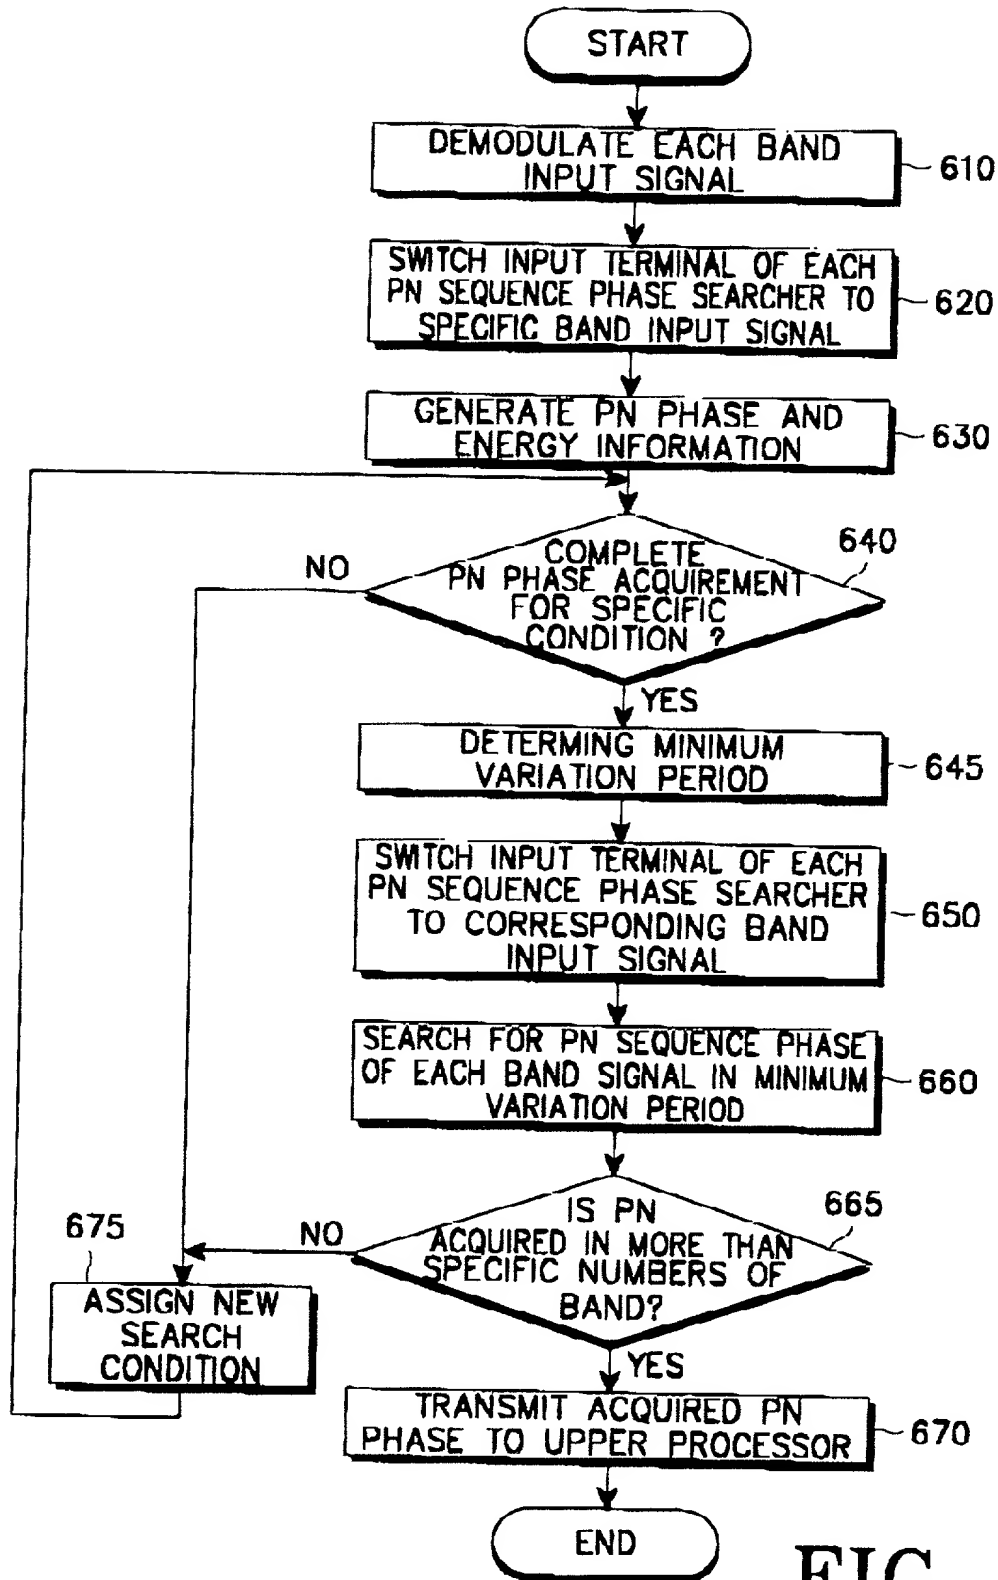 START
DEMODULATE EACH BAND
INPUT SIGNAL
610
SWITCH INPUT TERMINAL OF EACH
PN SEQUENCE PHASE SEARCHER TO
SPECIFIC BAND INPUT SIGNAL
620
GENERATE PN PHASE AND
ENERGY INFORMATION
630
640
NO
COMPLETE
PN PHASE ACQUIREMENT
FOR SPECIFIC
CONDITION ?
YES
DETERMING MINIMUM
VARIATION PERIOD
645
SWITCH INPUT TERMINAL OF EACH
PN SEQUENCE PHASE SEARCHER
TO CORRESPONDING BAND
INPUT SIGNAL
650
SEARCH FOR PN SEQUENCE PHASE
OF EACH BAND SIGNAL IN MINIMUM
VARIATION PERIOD
660
665
NO
IS PN
ACQUIRED IN MORE THAN
SPECIFIC NUMBERS OF
BAND?
675
ASSIGN NEW
SEARCH
CONDITION
YES
TRANSMIT ACQUIRED PN
PHASE TO UPPER PROCESSOR
670
END
FIG